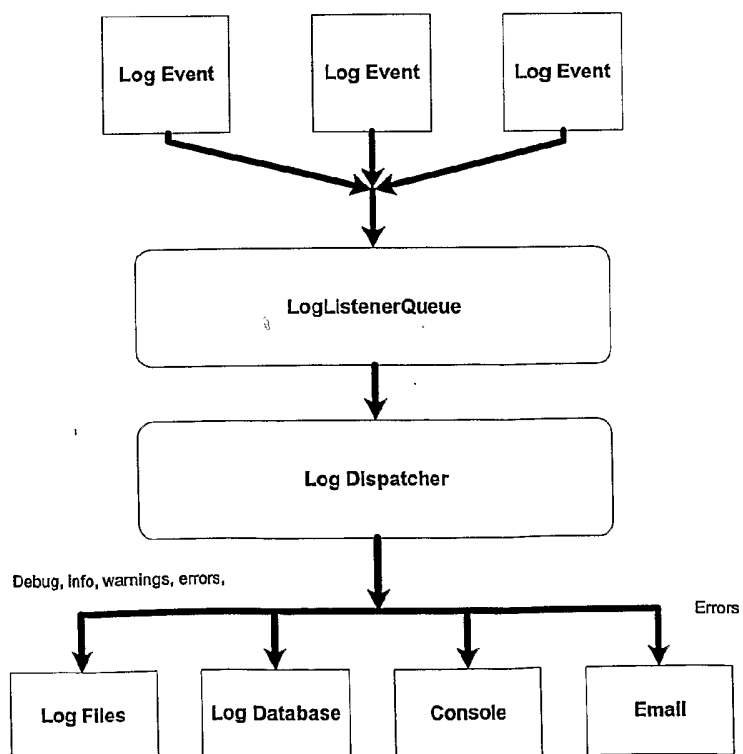 Log Event
Log Event
Log Event
LogListenerQueue
Log Dispatcher
Debug, info, warnings, errors,
Errors
Log Files
Log Database
Console
Email